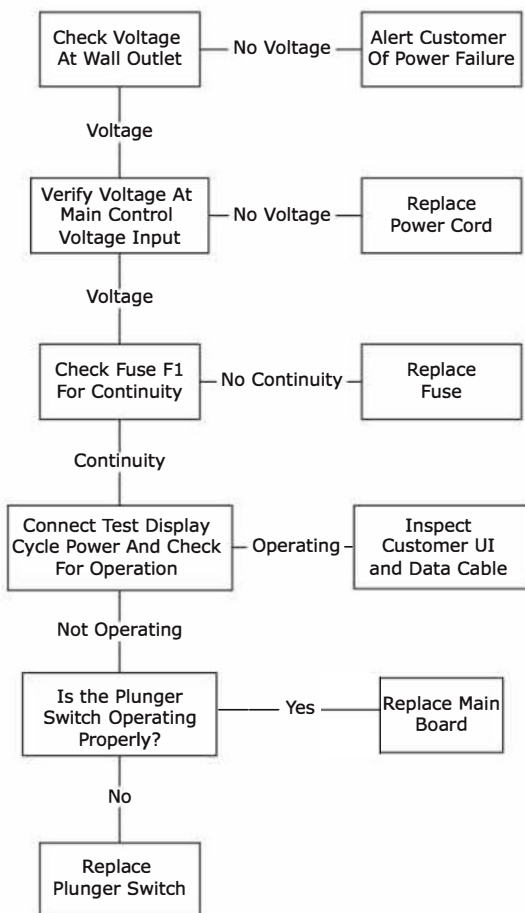 Check Voltage
At Wall Outlet
No Voltage
Alert Customer
Of Power Failure
Voltage
Verify Voltage At
Main Control
Voltage Input
No Voltage
Replace
Power Cord
Voltage
Check Fuse F1
For Continuity
No Continuity
Replace
Fuse
Continuity
Connect Test Display
Cycle Power And Check
For Operation
Operating
Inspect
Customer UI
and Data Cable
Not Operating
Is the Plunger
Switch Operating
Properly?
Yes
Replace Main
Board
No
Replace
Plunger Switch